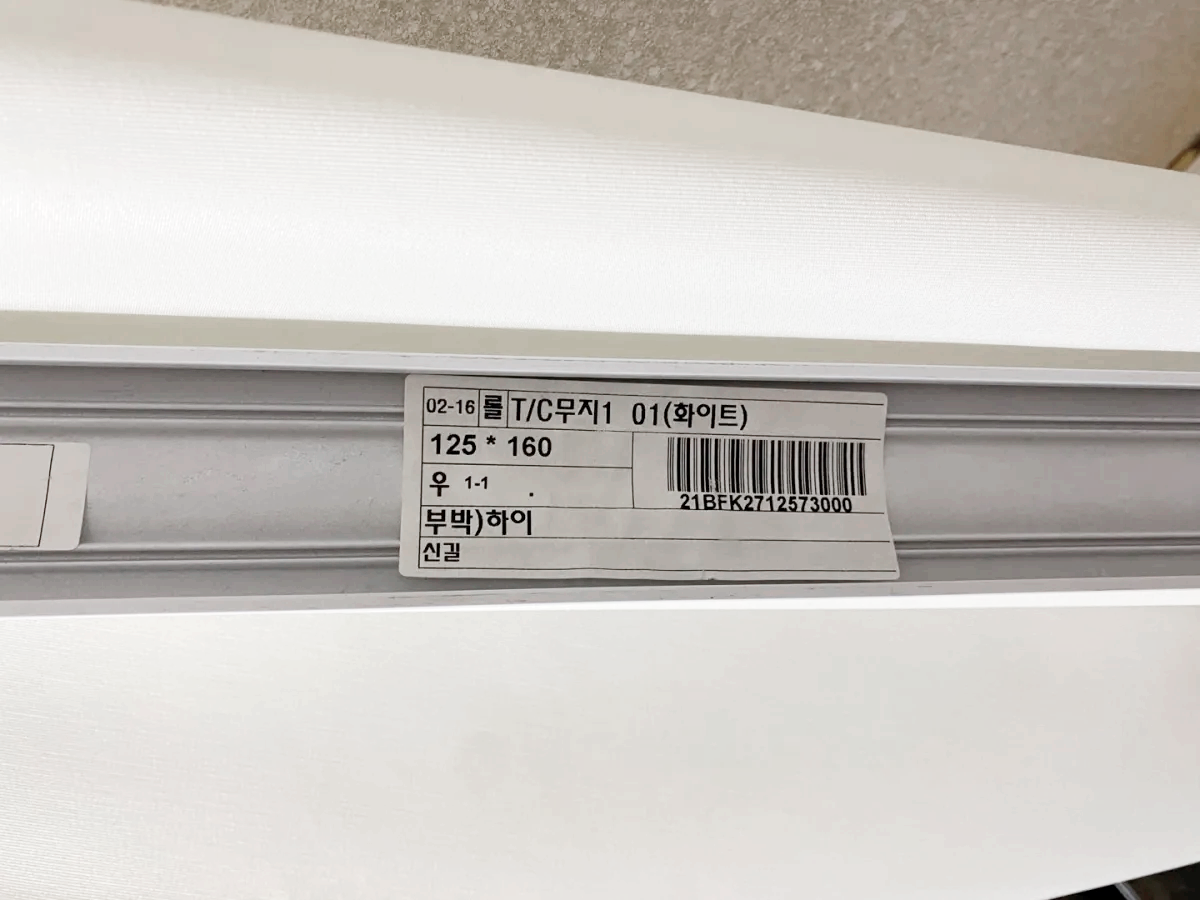 02-16 롤 T/C무지1 01(화이트)
125 * 160
우 1-1 .
21BFK2712573000
부박)하이
신길